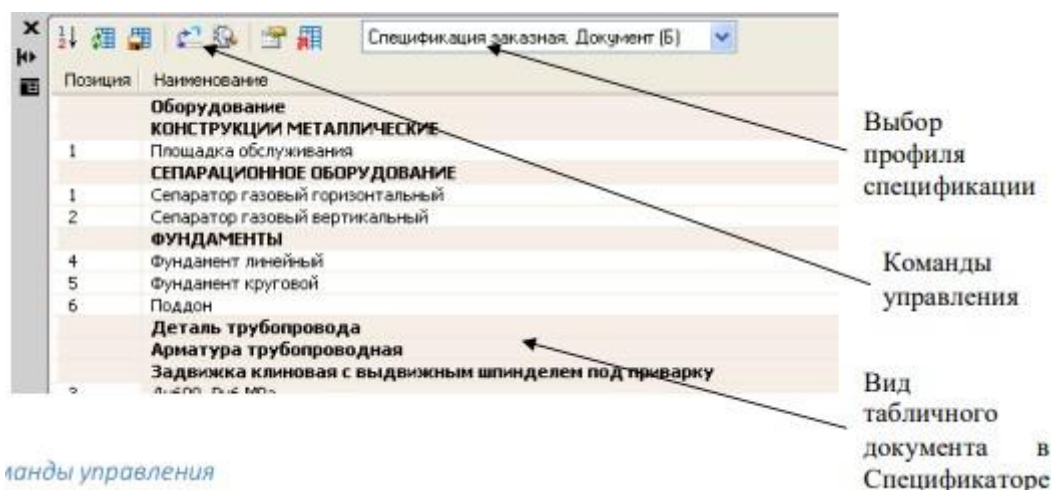 Спецификация заказная. Документ (Б)
Позиция Наименование
Оборудование
КОНСТРУКЦИИ МЕТАЛЛИЧЕСКИЕ
1 Площадка обслуживания
СЕПАРАЦИОННОЕ ОБОРУДОВАНИЕ
1 Сепаратор газовый горизонтальный
2 Сепаратор газовый вертикальный
ФУНДАМЕНТЫ
4 Фундамент линейный
5 Фундамент круговой
6 Поддон
Деталь трубопровода
Арматура трубопроводная
Задвижка клиновая с выдвижным шпинделем под приварку
Выбор
профиля
спецификации
Команды
управления
Вид
табличного
документа в
Спецификаторе
управления